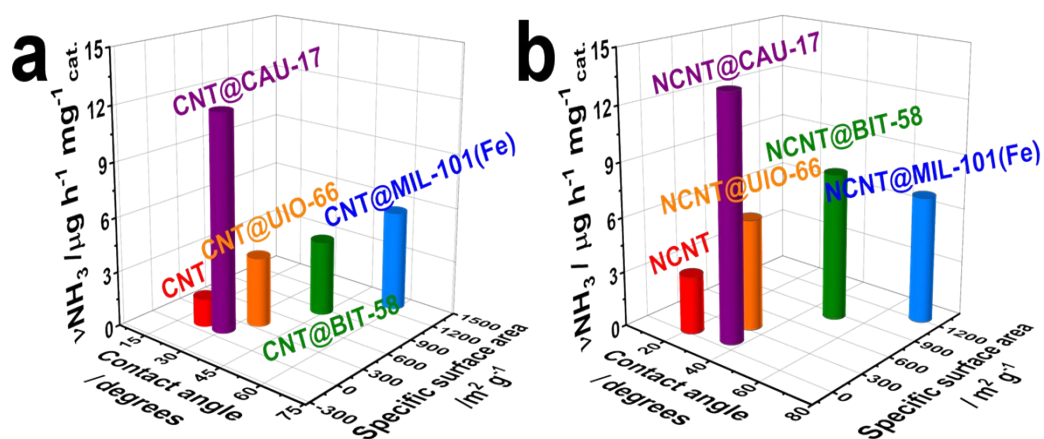 a
15
12
9
6
3
0
νNH3 /μg h-1 mg-1 cat.
CNT@CAU-17
CNT@MIL-101(Fe)
CNT@UIO-66
CNT
CNT@BIT-58
15
30
45
60
75
Contact angle
/degrees
-300
0
300
600
900
1200
1500
Specific surface area
/m2 g-1
b
15
12
9
6
3
0
νNH3 / μg h-1 mg-1 cat.
NCNT@CAU-17
NCNT@BIT-58
NCNT@UIO-66
NCNT@MIL-101(Fe)
NCNT
20
40
60
80
Contact angle
/degrees
0
300
600
900
1200
Specific surface area
/ m2 g-1